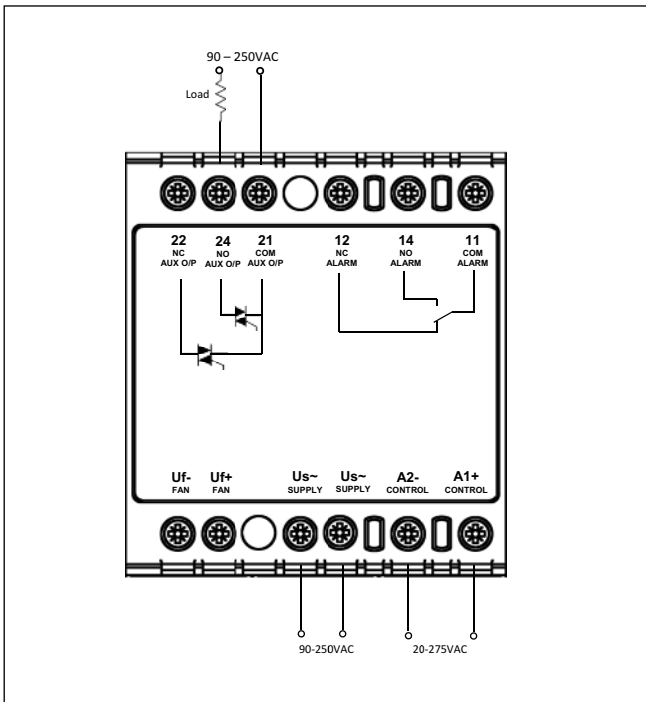 90 – 250VAC
Load
22 24 21 12 14 11
NC NO COM NC NO COM
AUX O/P AUX O/P AUX O/P ALARM ALARM ALARM
Uf- Uf+ Us~ Us~ A2- A1+
FAN FAN SUPPLY SUPPLY CONTROL CONTROL
90-250VAC 20-275VAC